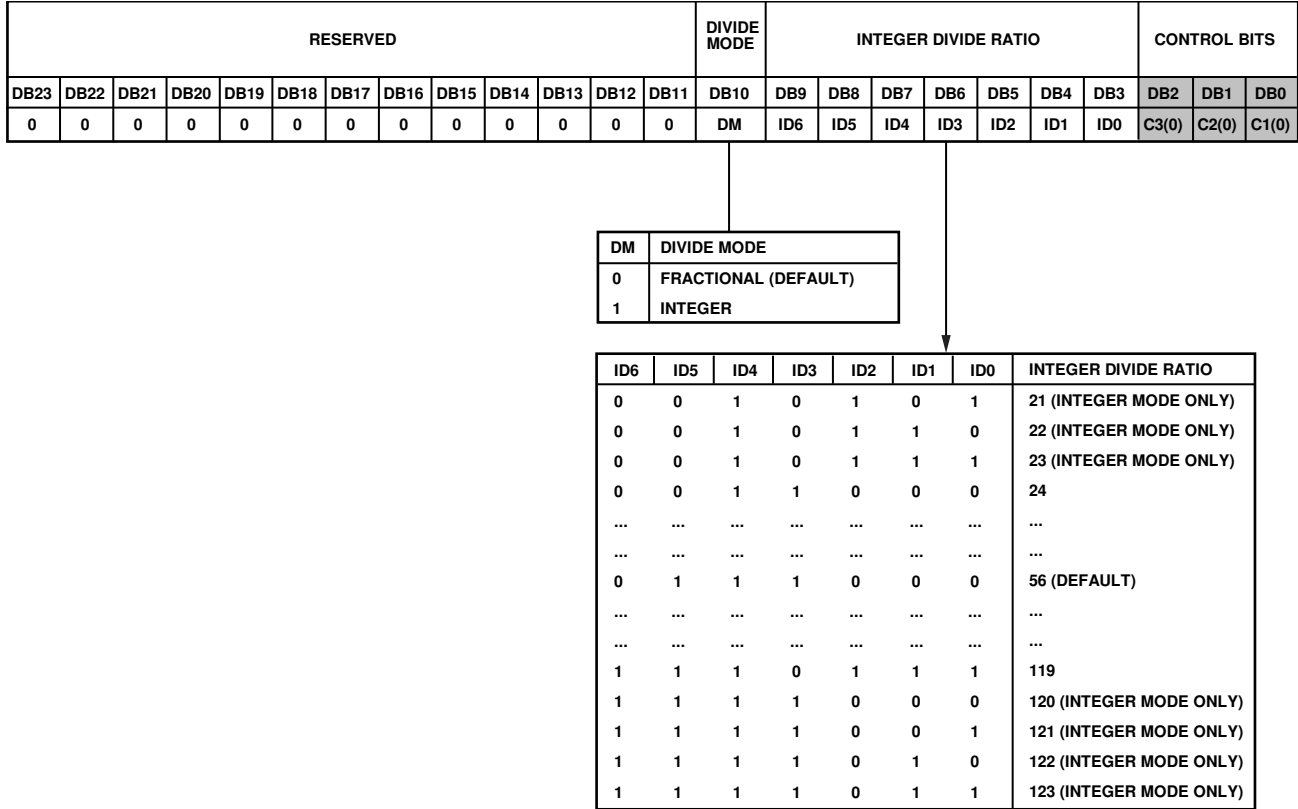 RESERVED DIVIDE MODE INTEGER DIVIDE RATIO CONTROL BITS
DB23 DB22 DB21 DB20 DB19 DB18 DB17 DB16 DB15 DB14 DB13 DB12 DB11 DB10 DB9 DB8 DB7 DB6 DB5 DB4 DB3 DB2 DB1 DB0
0 0 0 0 0 0 0 0 0 0 0 0 0 DM ID6 ID5 ID4 ID3 ID2 ID1 ID0 C3(0) C2(0) C1(0)
DM DIVIDE MODE
0 FRACTIONAL (DEFAULT)
1 INTEGER
ID6 ID5 ID4 ID3 ID2 ID1 ID0 INTEGER DIVIDE RATIO
0 0 1 0 1 0 1 21 (INTEGER MODE ONLY)
0 0 1 0 1 1 0 22 (INTEGER MODE ONLY)
0 0 1 0 1 1 1 23 (INTEGER MODE ONLY)
0 0 1 1 0 0 0 24
... ... ... ... ... ... ... ...
... ... ... ... ... ... ... ...
0 1 1 1 0 0 0 56 (DEFAULT)
... ... ... ... ... ... ... ...
... ... ... ... ... ... ... ...
1 1 1 0 1 1 1 119
1 1 1 1 0 0 0 120 (INTEGER MODE ONLY)
1 1 1 1 0 0 1 121 (INTEGER MODE ONLY)
1 1 1 1 0 1 0 122 (INTEGER MODE ONLY)
1 1 1 1 0 1 1 123 (INTEGER MODE ONLY)